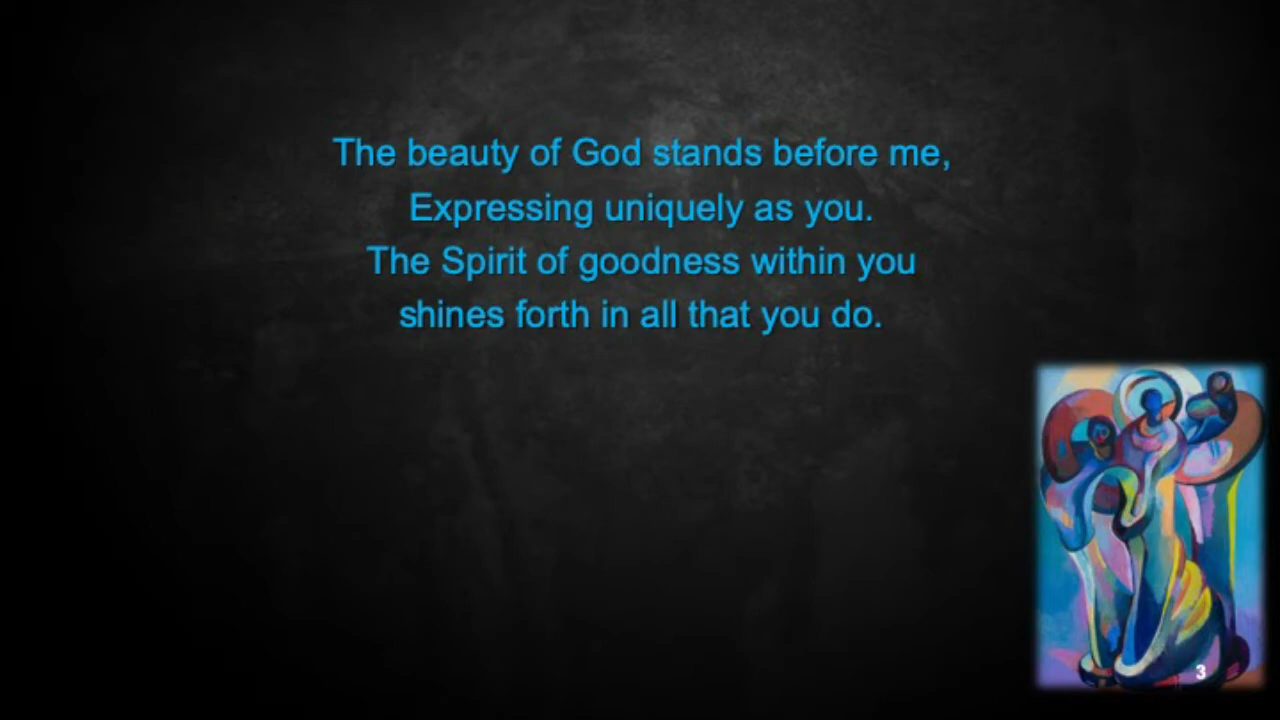 The beauty of God stands before me,
Expressing uniquely as you.
The Spirit of goodness within you
shines forth in all that you do.
3